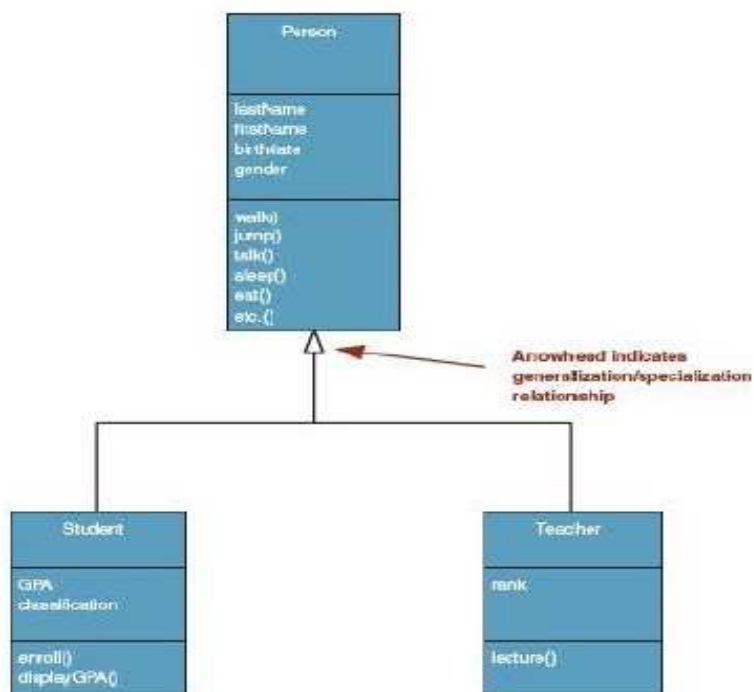 Person
lastName
firstName
birthdate
gender
walk()
jump()
talk()
sleep()
eat()
etc.()
Arrowhead indicates
generallization/specialization
relationship
Student
GPA
classification
enroll()
displayGPA()
Teacher
rank
lecture()